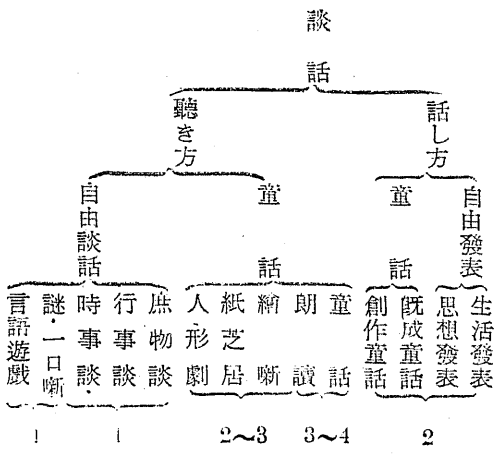 談話
話し方
聽き方
自由發表
童話
童話
自由談話
生活發表
思想發表
既成童話
創作童話
童話
朗讀
繪噺
紙芝居
人形劇
庶物談
行事談
時事談・
謎・一口噺
言語遊戲
2
3〜4
2〜3
1
1